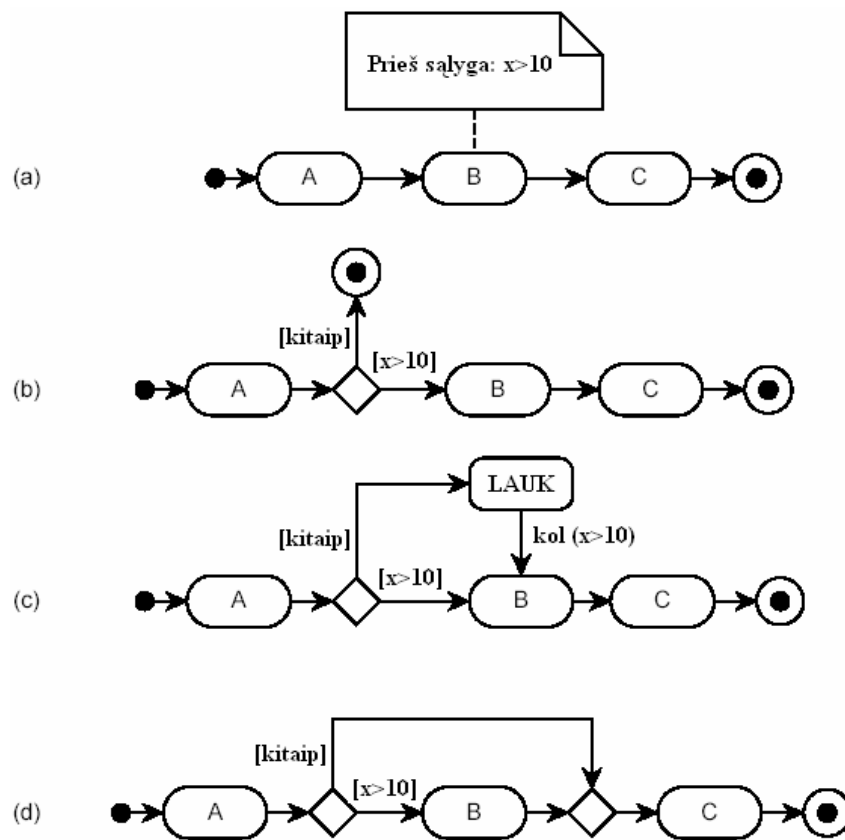 Prieš sąlyga: x>10
(a)
A
B
C
[kitaip]
[x>10]
(b)
A
B
C
LAUK
[kitaip]
kol (x>10)
[x>10]
(c)
A
B
C
[kitaip]
[x>10]
(d)
A
B
C